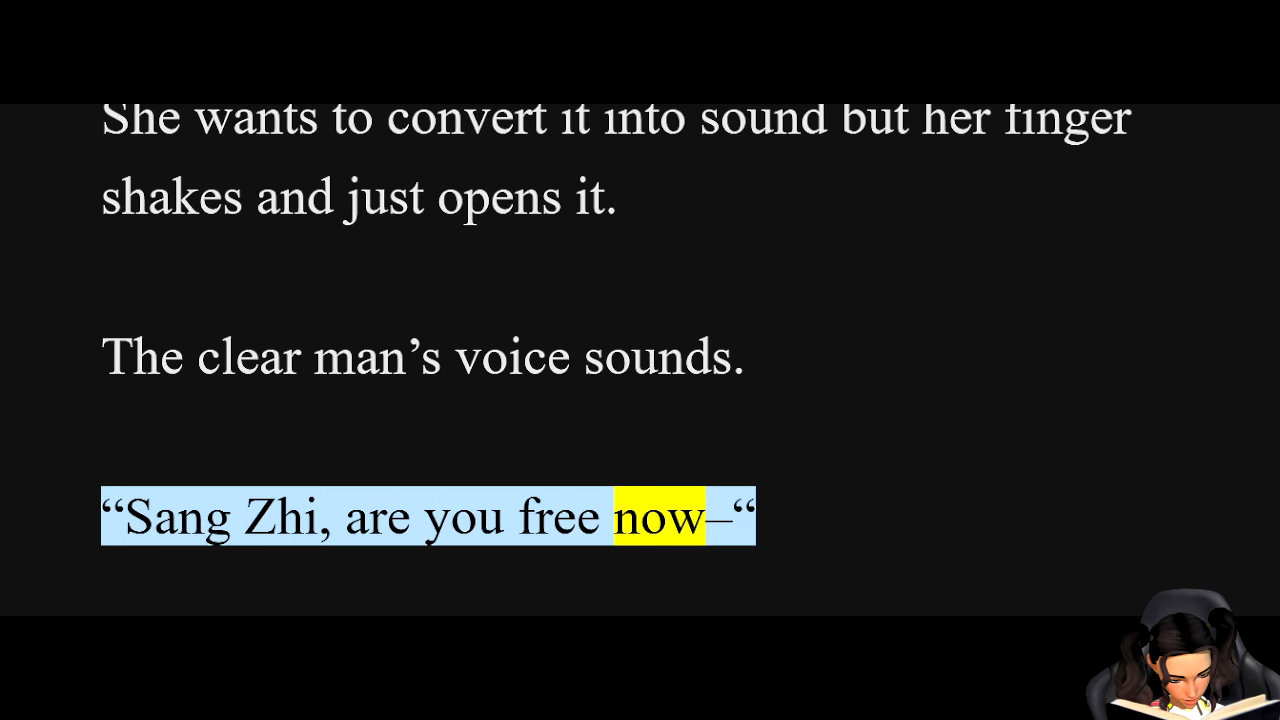 She wants to convert it into sound but her finger
shakes and just opens it.
The clear man’s voice sounds.
“Sang Zhi, are you free now–“